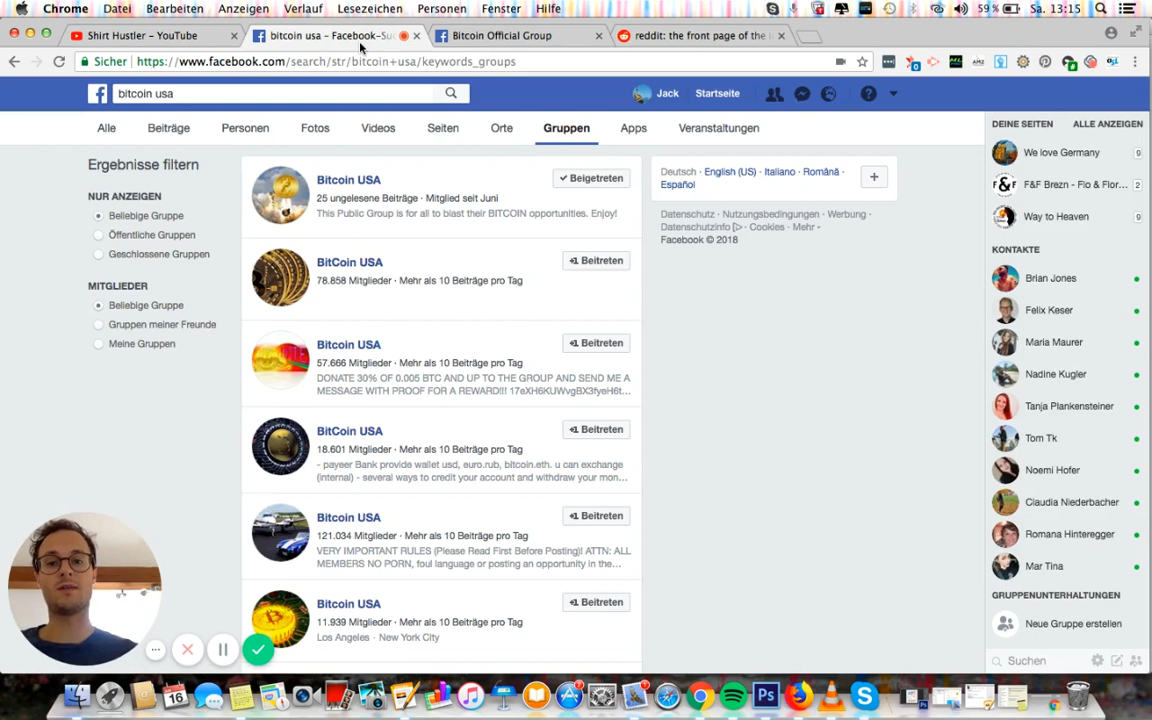 Chrome Datei Bearbeiten Anzeigen Verlauf Lesezeichen Personen Fenster Hilfe 59 % Sa. 13:15
Shirt Hustler – YouTube
bitcoin usa – Facebook-Su
Bitcoin Official Group
reddit: the front page of the i
Sicher https://www.facebook.com/search/str/bitcoin+usa/keywords_groups
bitcoin usa
Jack Startseite
Alle Beiträge Personen Fotos Videos Seiten Orte Gruppen Apps Veranstaltungen
Ergebnisse filtern
NUR ANZEIGEN
Beliebige Gruppe
Öffentliche Gruppen
Geschlossene Gruppen
MITGLIEDER
Beliebige Gruppe
Gruppen meiner Freunde
Meine Gruppen
Bitcoin USA
Beigetreten
25 ungelesene Beiträge · Mitglied seit Juni
This Public Group is for all to blast their BITCOIN opportunities. Enjoy!
BitCoin USA
+1 Beitreten
78.858 Mitglieder · Mehr als 10 Beiträge pro Tag
Bitcoin USA
+1 Beitreten
57.666 Mitglieder · Mehr als 10 Beiträge pro Tag
DONATE 30% OF 0.005 BTC AND UP TO THE GROUP AND SEND ME A
MESSAGE WITH PROOF FOR A REWARD!!!
BitCoin USA
+1 Beitreten
18.601 Mitglieder · Mehr als 10 Beiträge pro Tag
- payeer Bank provide wallet usd, euro.rub, bitcoin.eth. u can exchange
(internal) - several ways to credit your account and withdraw your mon...
Bitcoin USA
+1 Beitreten
121.034 Mitglieder · Mehr als 10 Beiträge pro Tag
VERY IMPORTANT RULES (Please Read First Before Posting)! ATTN: ALL
MEMBERS NO PORN, foul language or posting an opportunity in the...
Bitcoin USA
+1 Beitreten
11.939 Mitglieder · Mehr als 10 Beiträge pro Tag
Los Angeles · New York City
Deutsch · English (US) · Italiano · Română ·
Español
Datenschutz · Nutzungsbedingungen · Werbung ·
Datenschutzinfo · Cookies · Mehr
Facebook © 2018
DEINE SEITEN ALLE ANZEIGEN
We love Germany 9
F&F Brezn - Flo & Flor... 2
Way to Heaven 9
KONTAKTE
Brian Jones
Felix Keser
Maria Maurer
Nadine Kugler
Tanja Plankensteiner
Tom Tk
Noemi Hofer
Claudia Niederbacher
Romana Hinteregger
Mar Tina
GRUPPENUNTERHALTUNGEN
Neue Gruppe erstellen
Suchen